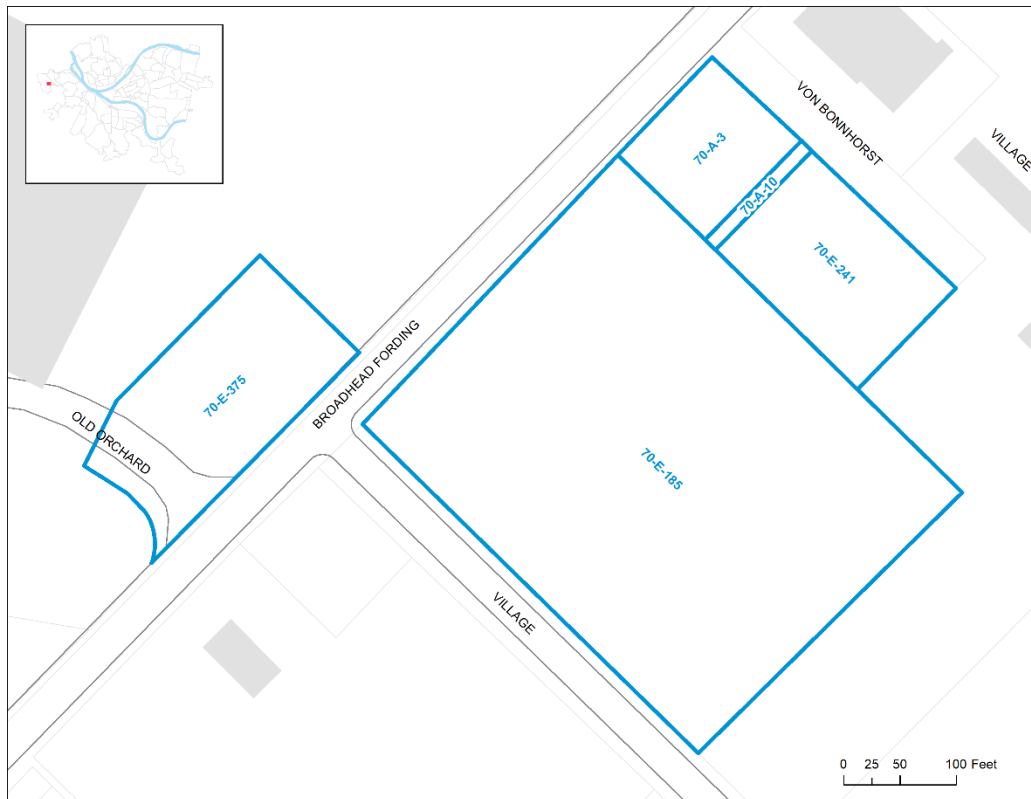 VON BONNHORST
VILLAGE
70-A-3
70-A-10
70-E-241
BROADHEAD FORDING
70-E-375
OLD ORCHARD
70-E-185
VILLAGE
0 25 50 100 Feet